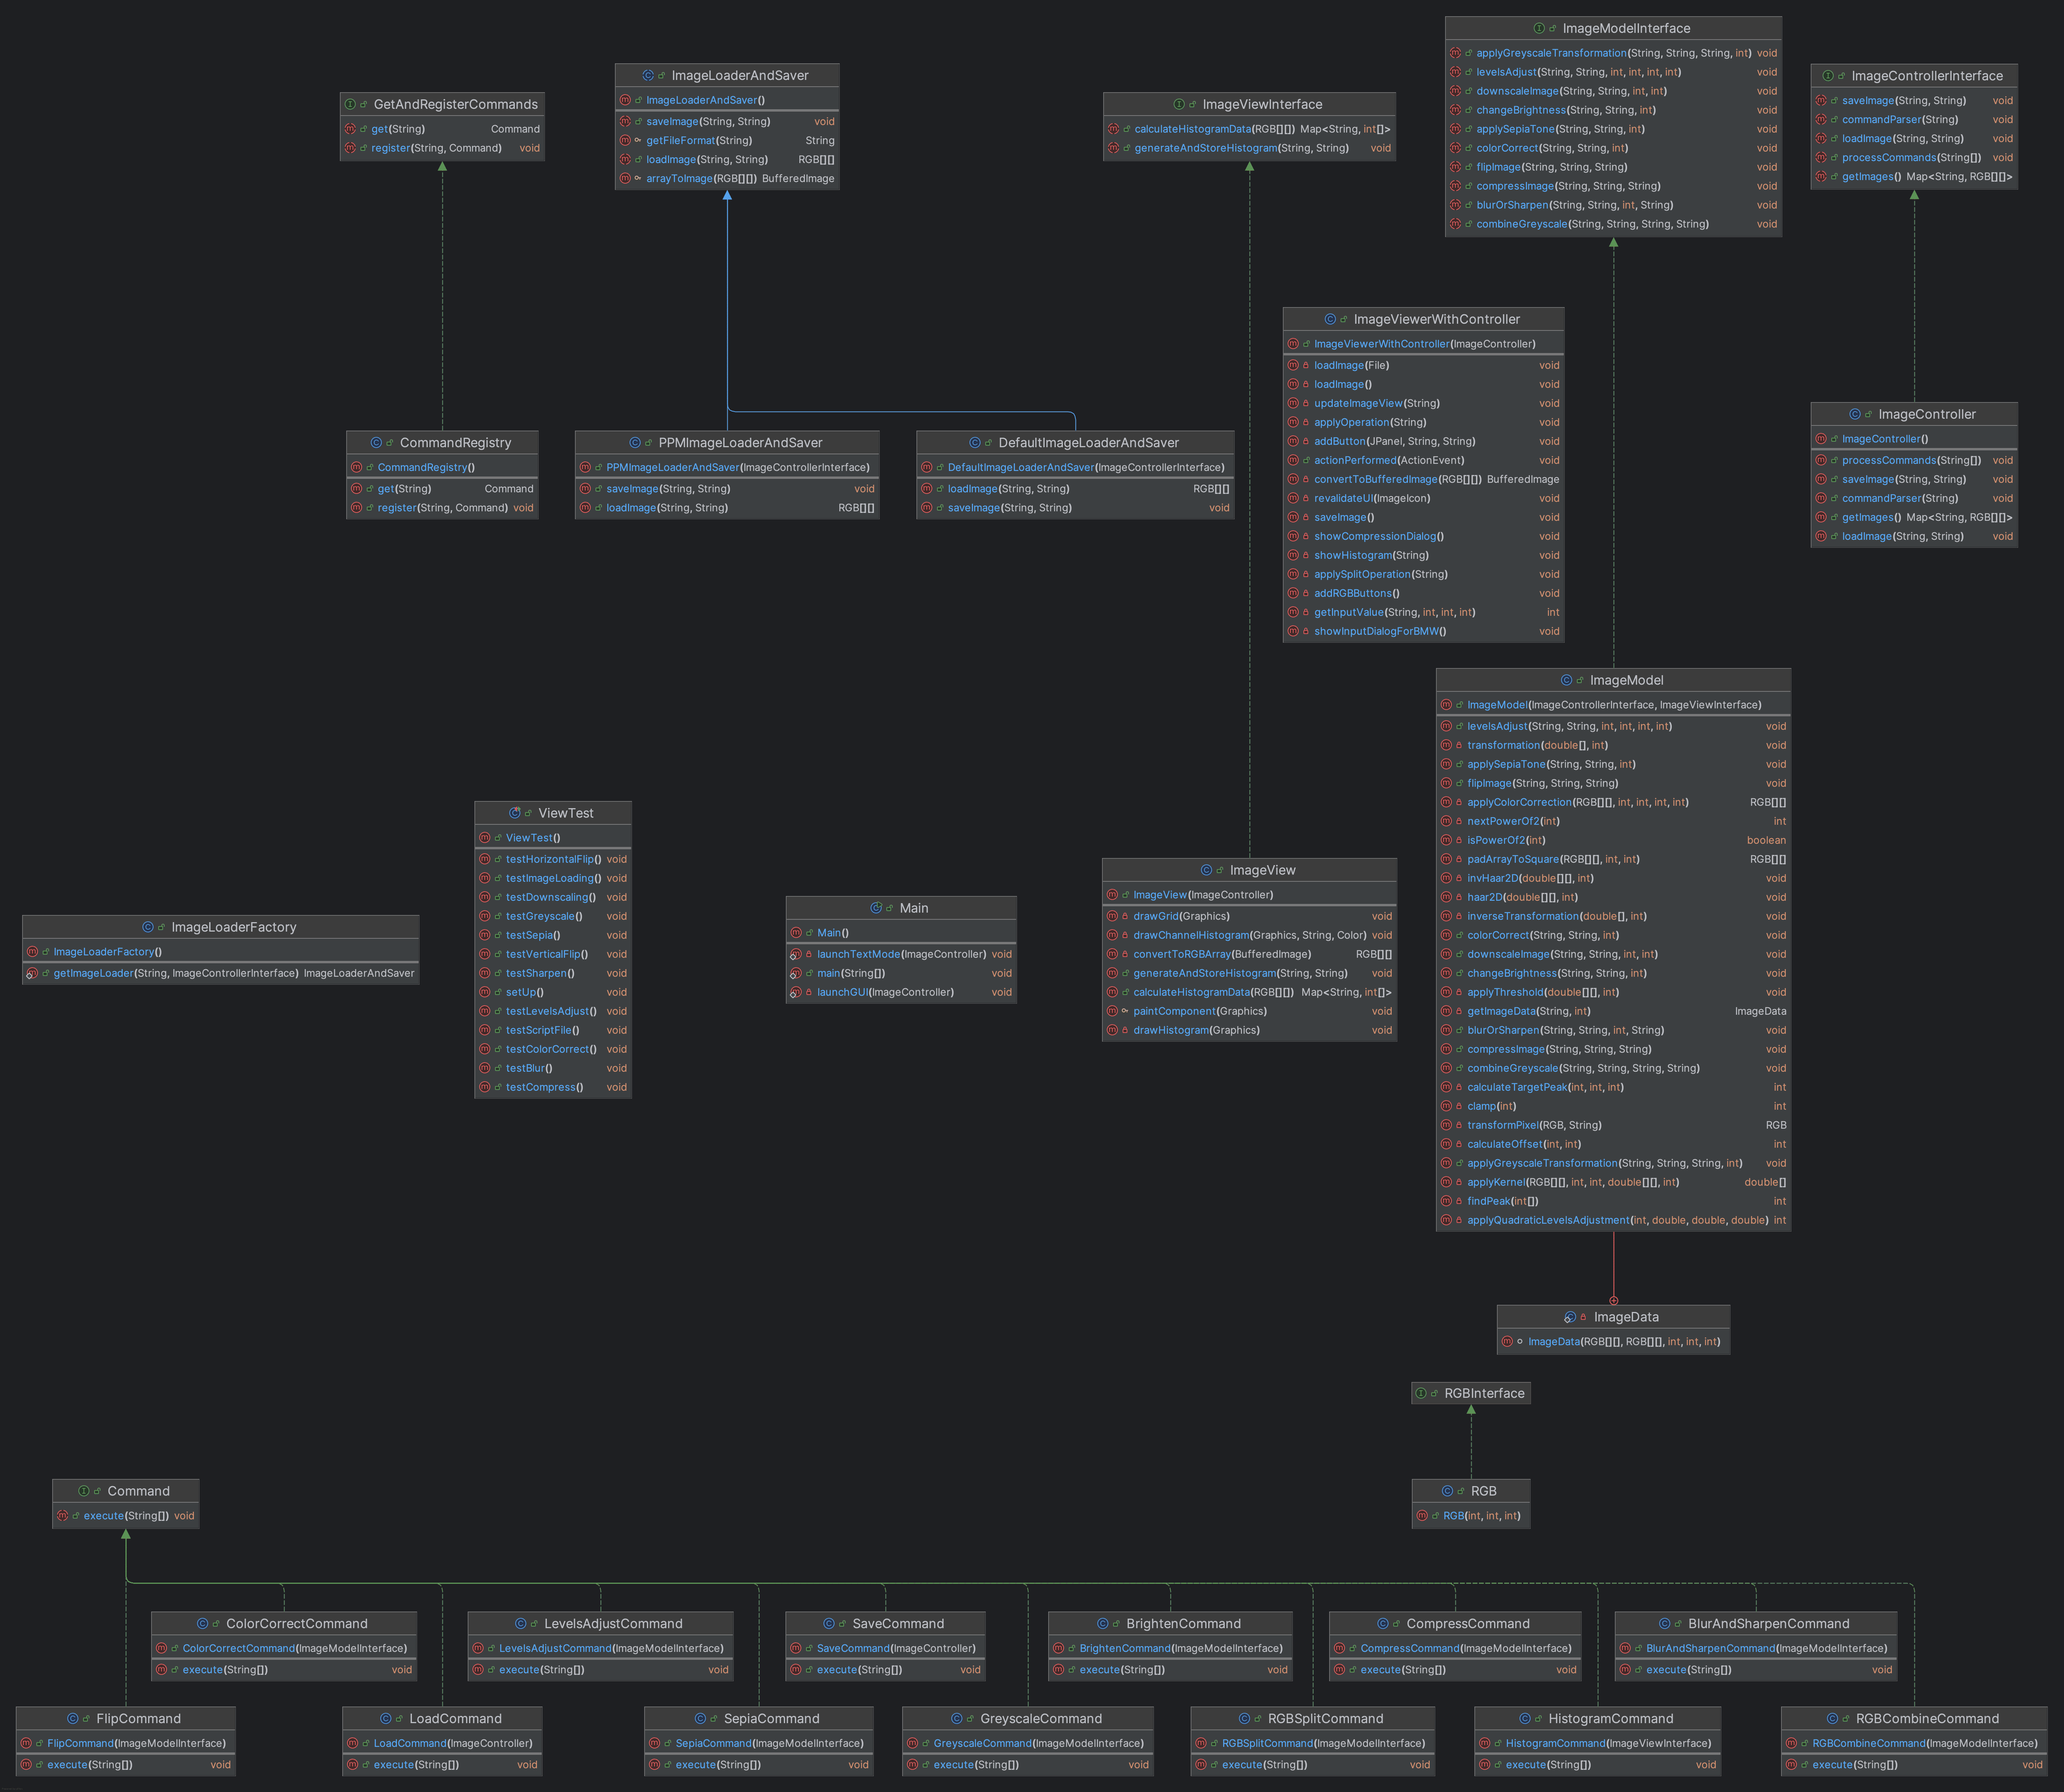 ImageModelInterface
applyGreyscaleTransformation(String, String, String, int) void
levelsAdjust(String, String, int, int, int, int) void
downscaleImage(String, String, int, int) void
changeBrightness(String, String, int) void
applySepiaTone(String, String, int) void
colorCorrect(String, String, int) void
flipImage(String, String, String) void
compressImage(String, String, String) void
blurOrSharpen(String, String, int, String) void
combineGreyscale(String, String, String, String) void
ImageLoaderAndSaver
ImageLoaderAndSaver()
saveImage(String, String) void
getFileFormat(String) String
loadImage(String, String) RGB[][]
arrayToImage(RGB[][]) BufferedImage
ImageControllerInterface
saveImage(String, String) void
commandParser(String) void
loadImage(String, String) void
processCommands(String[]) void
getImages() Map<String, RGB[][]>
GetAndRegisterCommands
get(String) Command
register(String, Command) void
ImageViewInterface
calculateHistogramData(RGB[][]) Map<String, int[]>
generateAndStoreHistogram(String, String) void
ImageViewerWithController
ImageViewerWithController(ImageController)
loadImage(File) void
loadImage() void
updateImageView(String) void
applyOperation(String) void
addButton(JPanel, String, String) void
actionPerformed(ActionEvent) void
convertToBufferedImage(RGB[][]) BufferedImage
revalidateUI(ImageIcon) void
saveImage() void
showCompressionDialog() void
showHistogram(String) void
applySplitOperation(String) void
addRGBButtons() void
getInputValue(String, int, int, int) int
showInputDialogForBMW() void
ImageController
ImageController()
processCommands(String[]) void
saveImage(String, String) void
commandParser(String) void
getImages() Map<String, RGB[][]>
loadImage(String, String) void
CommandRegistry
CommandRegistry()
get(String) Command
register(String, Command) void
PPMImageLoaderAndSaver
PPMImageLoaderAndSaver(ImageControllerInterface)
saveImage(String, String) void
loadImage(String, String) RGB[][]
DefaultImageLoaderAndSaver
DefaultImageLoaderAndSaver(ImageControllerInterface)
loadImage(String, String) RGB[][]
saveImage(String, String) void
ImageModel
ImageModel(ImageControllerInterface, ImageViewInterface)
levelsAdjust(String, String, int, int, int, int) void
transformation(double[], int) void
applySepiaTone(String, String, int) void
flipImage(String, String, String) void
applyColorCorrection(RGB[][], int, int, int, int) RGB[][]
nextPowerOf2(int) int
isPowerOf2(int) boolean
padArrayToSquare(RGB[][], int, int) RGB[][]
invHaar2D(double[][], int) void
haar2D(double[][], int) void
inverseTransformation(double[], int) void
colorCorrect(String, String, int) void
downscaleImage(String, String, int, int) void
changeBrightness(String, String, int) void
applyThreshold(double[][], int) void
getImageData(String, int) ImageData
blurOrSharpen(String, String, int, String) void
compressImage(String, String, String) void
combineGreyscale(String, String, String, String) void
calculateTargetPeak(int, int, int) int
clamp(int) int
transformPixel(RGB, String) RGB
calculateOffset(int, int) int
applyGreyscaleTransformation(String, String, String, int) void
applyKernel(RGB[][], int, int, double[][], int) double[]
findPeak(int[]) int
applyQuadraticLevelsAdjustment(int, double, double, double) int
ViewTest
ViewTest()
testHorizontalFlip() void
testImageLoading() void
testDownscaling() void
testGreyscale() void
testSepia() void
testVerticalFlip() void
testSharpen() void
setUp() void
testLevelsAdjust() void
testScriptFile() void
testColorCorrect() void
testBlur() void
testCompress() void
ImageView
ImageView(ImageController)
drawGrid(Graphics) void
drawChannelHistogram(Graphics, String, Color) void
convertToRGBArray(BufferedImage) RGB[][]
generateAndStoreHistogram(String, String) void
calculateHistogramData(RGB[][]) Map<String, int[]>
paintComponent(Graphics) void
drawHistogram(Graphics) void
Main
Main()
launchTextMode(ImageController) void
main(String[]) void
launchGUI(ImageController) void
ImageLoaderFactory
ImageLoaderFactory()
getImageLoader(String, ImageControllerInterface) ImageLoaderAndSaver
ImageData
ImageData(RGB[][], RGB[][], int, int, int)
RGBInterface
RGB
RGB(int, int, int)
Command
execute(String[]) void
ColorCorrectCommand
ColorCorrectCommand(ImageModelInterface)
execute(String[]) void
LevelsAdjustCommand
LevelsAdjustCommand(ImageModelInterface)
execute(String[]) void
SaveCommand
SaveCommand(ImageController)
execute(String[]) void
BrightenCommand
BrightenCommand(ImageModelInterface)
execute(String[]) void
CompressCommand
CompressCommand(ImageModelInterface)
execute(String[]) void
BlurAndSharpenCommand
BlurAndSharpenCommand(ImageModelInterface)
execute(String[]) void
FlipCommand
FlipCommand(ImageModelInterface)
execute(String[]) void
LoadCommand
LoadCommand(ImageController)
execute(String[]) void
SepiaCommand
SepiaCommand(ImageModelInterface)
execute(String[]) void
GreyscaleCommand
GreyscaleCommand(ImageModelInterface)
execute(String[]) void
RGBSplitCommand
RGBSplitCommand(ImageModelInterface)
execute(String[]) void
HistogramCommand
HistogramCommand(ImageViewInterface)
execute(String[]) void
RGBCombineCommand
RGBCombineCommand(ImageModelInterface)
execute(String[]) void